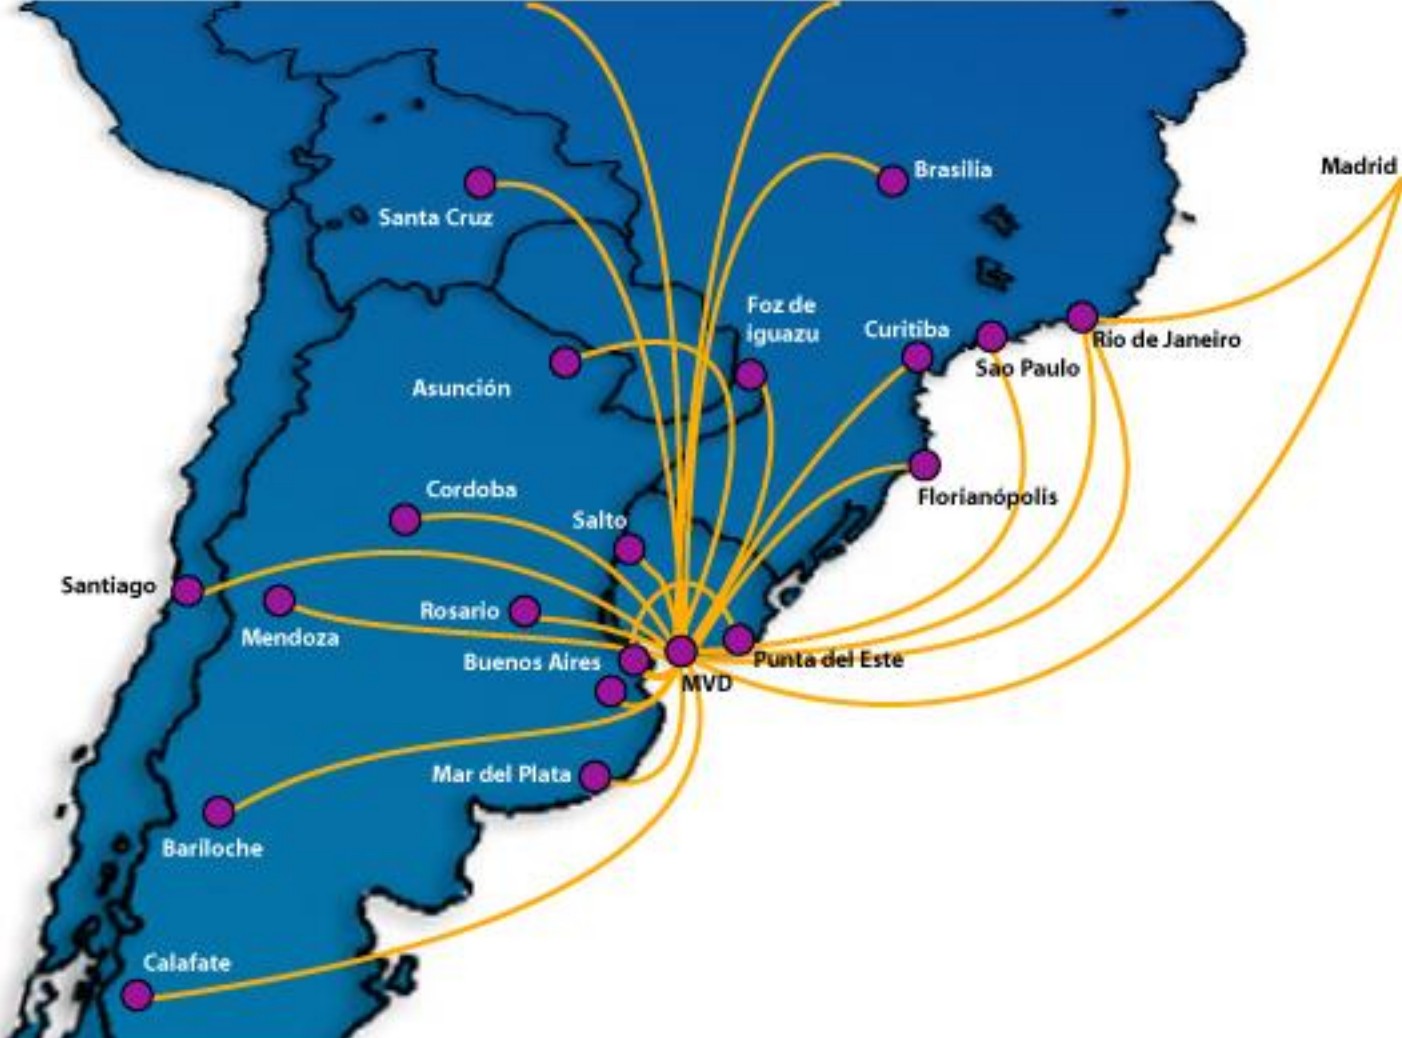 Madrid
Brasilia
Santa Cruz
Foz de
iguazu
Curitiba
Rio de Janeiro
Sao Paulo
Asunción
Cordoba
Florianópolis
Salto
Santiago
Rosario
Mendoza
Buenos Aires
Punta del Este
MVD
Mar del Plata
Bariloche
Calafate